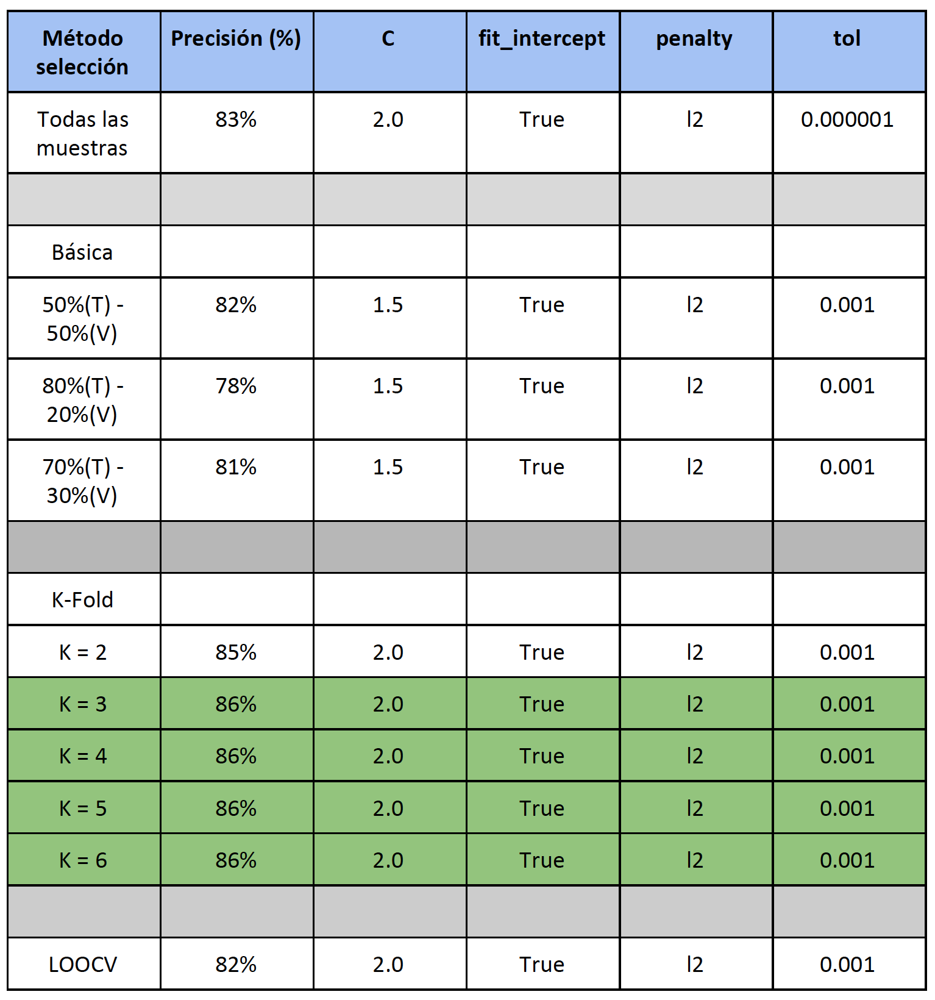 Método selección Precisión (%) C fit_intercept penalty tol
Todas las muestras 83% 2.0 True l2 0.000001
Básica
50%(T) - 50%(V) 82% 1.5 True l2 0.001
80%(T) - 20%(V) 78% 1.5 True l2 0.001
70%(T) - 30%(V) 81% 1.5 True l2 0.001
K-Fold
K = 2 85% 2.0 True l2 0.001
K = 3 86% 2.0 True l2 0.001
K = 4 86% 2.0 True l2 0.001
K = 5 86% 2.0 True l2 0.001
K = 6 86% 2.0 True l2 0.001
LOOCV 82% 2.0 True l2 0.001